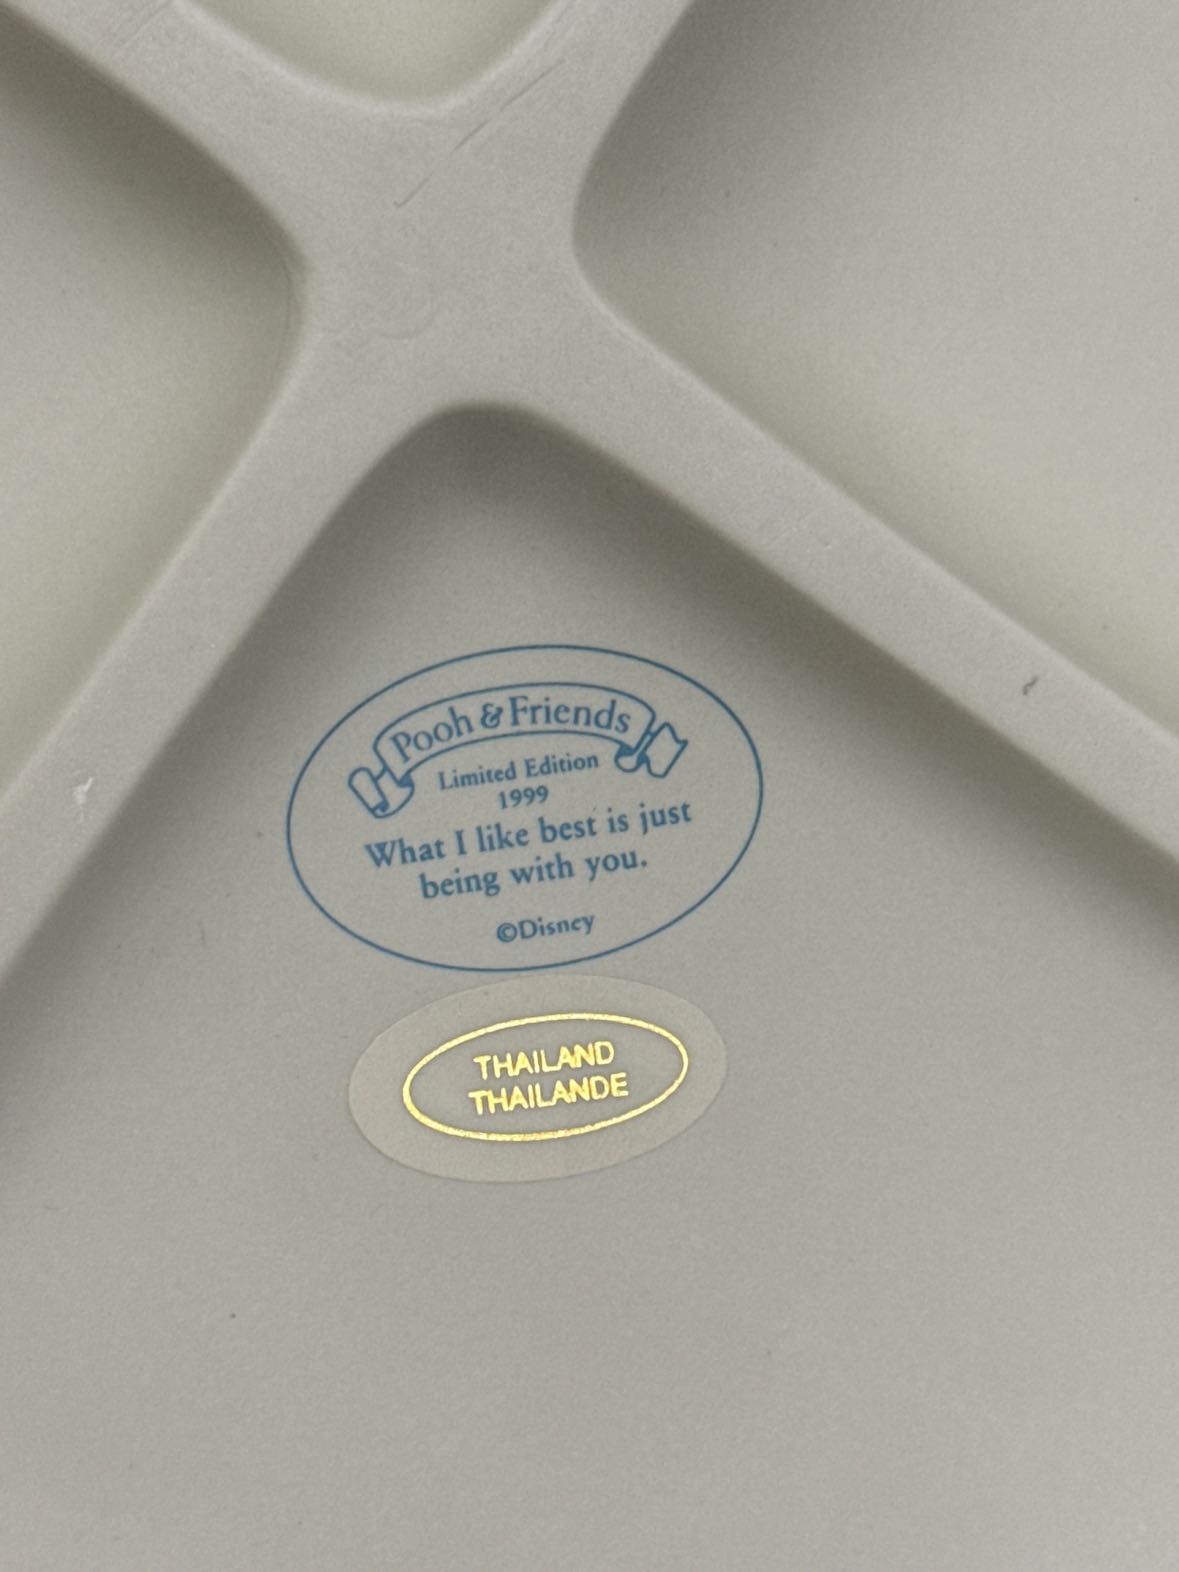 Pooh & Friends
Limited Edition
1999
What I like best is just
being with you.
©Disney
THAILAND
THAILANDE